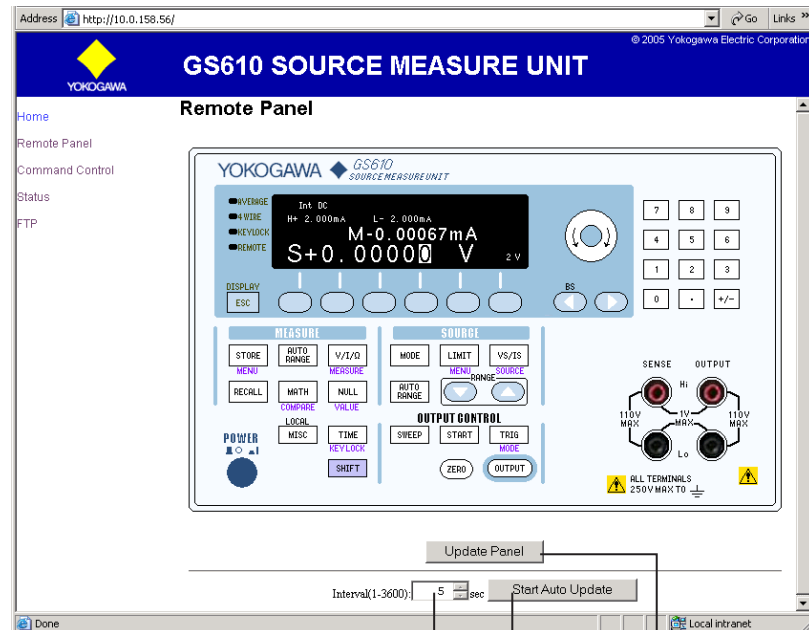 Address http://10.0.158.56/ Go Links »
© 2005 Yokogawa Electric Corporation
YOKOGAWA
GS610 SOURCE MEASURE UNIT
Home
Remote Panel
Command Control
Status
FTP
Remote Panel
YOKOGAWA GS610
SOURCE MEASURE UNIT
AVERAGE
4 WIRE
KEYLOCK
REMOTE
Int DC
H+ 2.000mA L- 2.000mA
M-0.00067mA
S+0.00000 V 2 V
DISPLAY
ESC
BS
7 8 9
4 5 6
1 2 3
0 . +/-
MEASURE
STORE AUTO RANGE V/I/Ω
MENU MEASURE
RECALL MATH NULL
COMPARE VALUE
LOCAL
MISC TIME
KEYLOCK
SHIFT
POWER
SOURCE
MODE LIMIT VS/IS
MENU SOURCE
RANGE
AUTO RANGE
OUTPUT CONTROL
SWEEP START TRIG
MODE
ZERO OUTPUT
SENSE OUTPUT
Hi
110V MAX 1V MAX 110V MAX
Lo
ALL TERMINALS
250V MAX TO
Update Panel
Interval(1-3600): 5 sec Start Auto Update
Done Local intranet